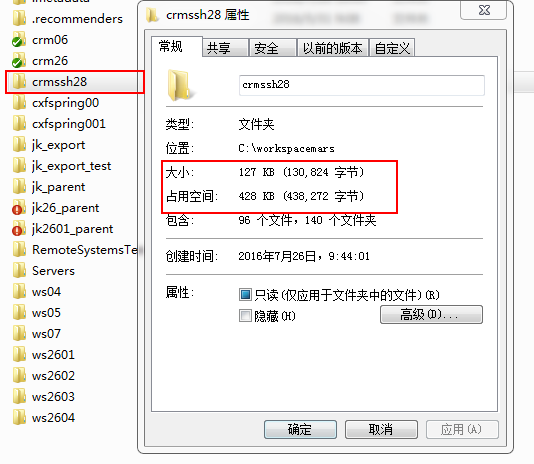 .metadata
.recommenders
crm06
crm26
crmssh28
cxfspring00
cxfspring001
jk_export
jk_export_test
jk_parent
jk26_parent
jk2601_parent
RemoteSystemsTe
Servers
ws04
ws05
ws07
ws2601
ws2602
ws2603
ws2604
crmssh28 属性
常规 共享 安全 以前的版本 自定义
crmssh28
类型: 文件夹
位置: C:\workspacemars
大小: 127 KB (130,824 字节)
占用空间: 428 KB (438,272 字节)
包含: 96 个文件，140 个文件夹
创建时间: 2016年7月26日，9:44:01
属性: 只读(仅应用于文件夹中的文件)(R)
隐藏(H) 高级(D)...
确定 取消 应用(A)